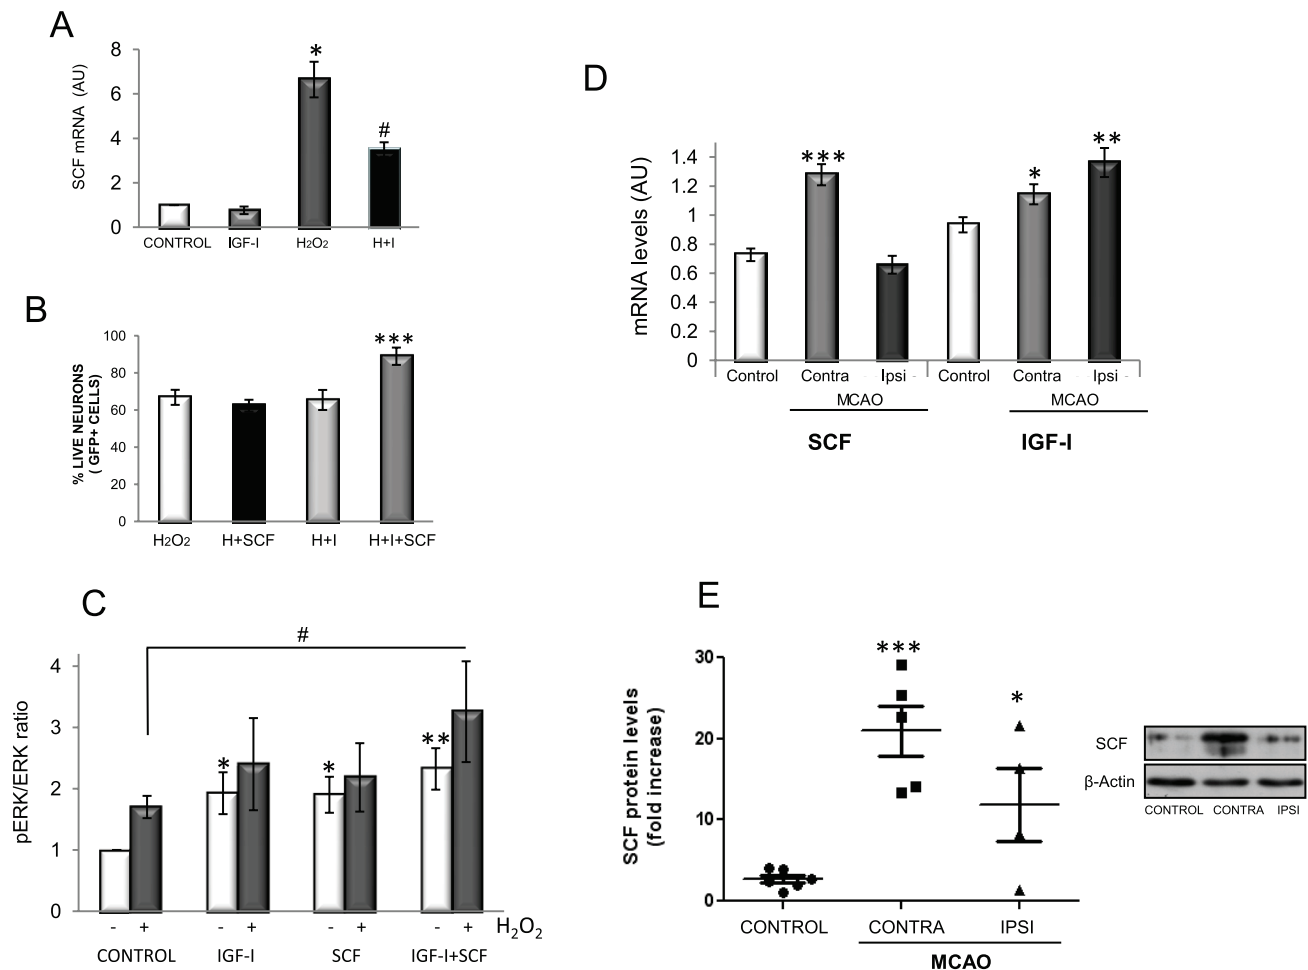 A
SCF mRNA (AU)
8
6
4
2
0
*
#
CONTROL IGF-I H2O2 H+I
B
% LIVE NEURONS
( GFP+ CELLS)
100
80
60
40
20
0
***
H2O2 H+SCF H+I H+I+SCF
C
pERK/ERK ratio
4
3
2
1
0
#
*
*
**
- + - + - + - + H2O2
CONTROL IGF-I SCF IGF-I+SCF
D
mRNA levels (AU)
1.4
1.2
1
0.8
0.6
0.4
0.2
0
***
*
**
Control Contra Ipsi Control Contra Ipsi
MCAO MCAO
SCF IGF-I
E
SCF protein levels
(fold increase)
30
20
10
0
***
*
CONTROL CONTRA IPSI
MCAO
SCF
β-Actin
CONTROL CONTRA IPSI